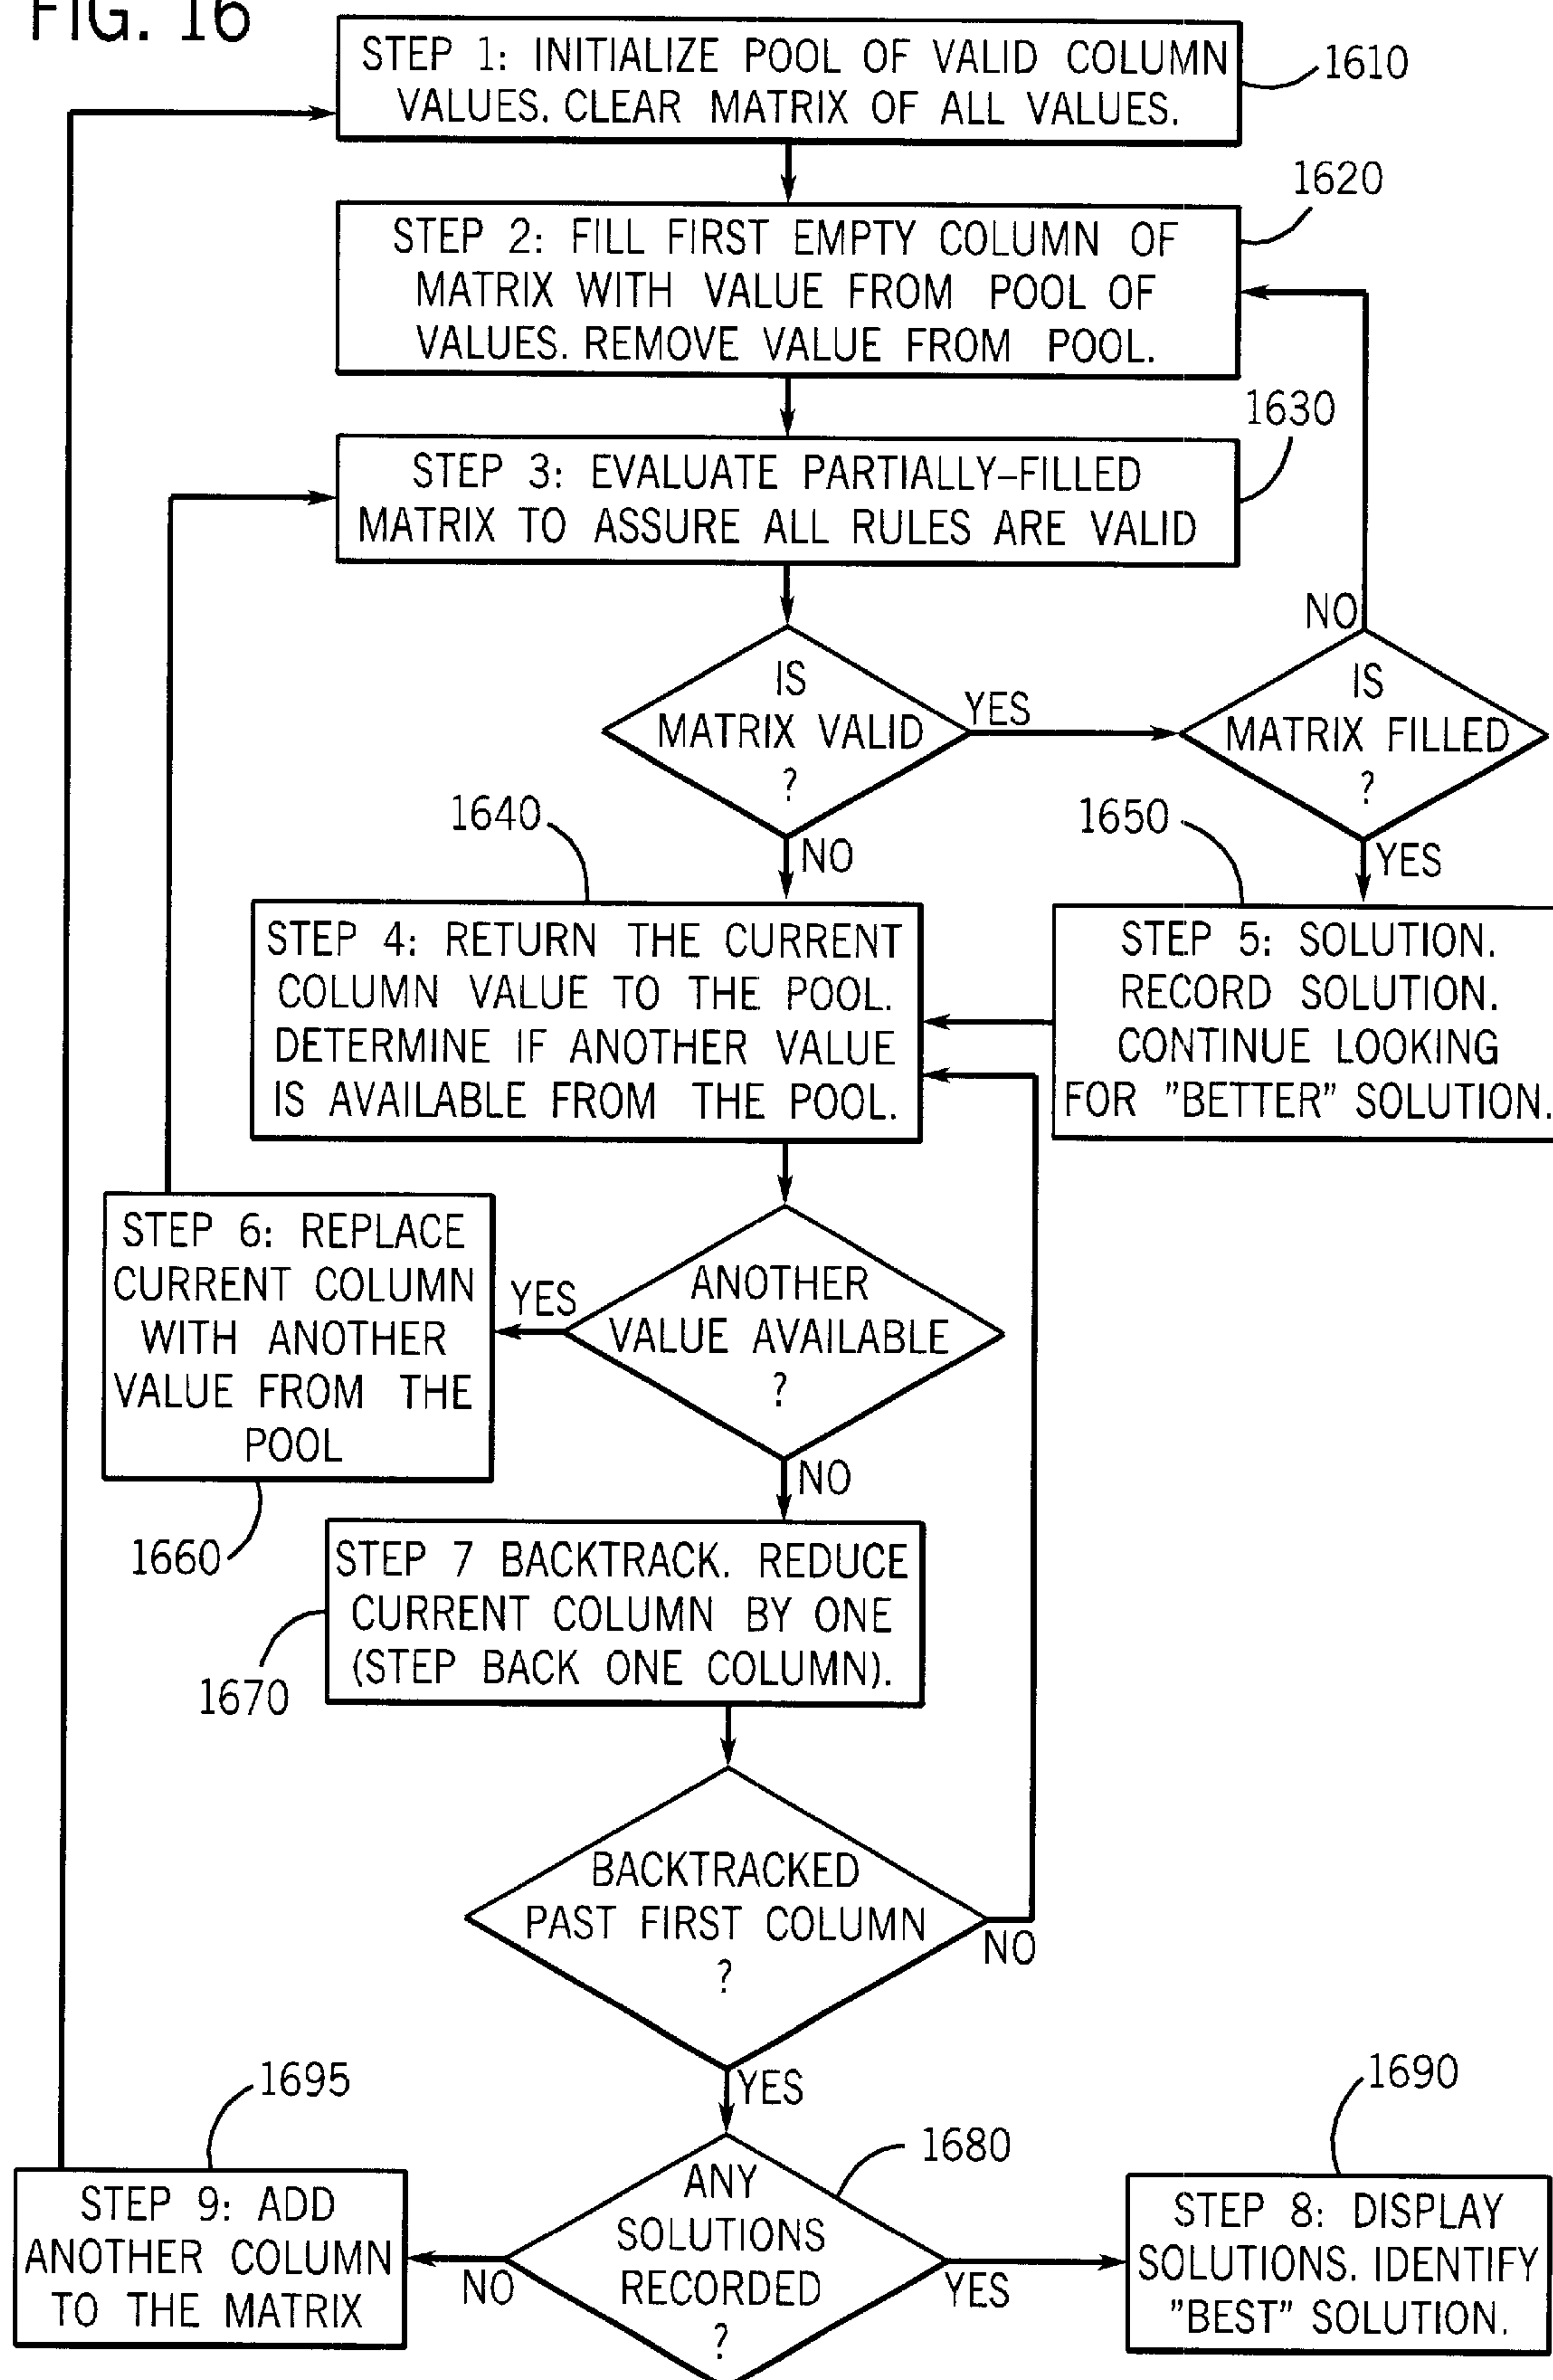 FIG. 16
STEP 1: INITIALIZE POOL OF VALID COLUMN
VALUES. CLEAR MATRIX OF ALL VALUES.
1610
1620
STEP 2: FILL FIRST EMPTY COLUMN OF
MATRIX WITH VALUE FROM POOL OF
VALUES. REMOVE VALUE FROM POOL.
1630
STEP 3: EVALUATE PARTIALLY-FILLED
MATRIX TO ASSURE ALL RULES ARE VALID
IS
MATRIX VALID
?
YES
NO
IS
MATRIX FILLED
?
NO
YES
1640
1650
STEP 4: RETURN THE CURRENT
COLUMN VALUE TO THE POOL.
DETERMINE IF ANOTHER VALUE
IS AVAILABLE FROM THE POOL.
STEP 5: SOLUTION.
RECORD SOLUTION.
CONTINUE LOOKING
FOR "BETTER" SOLUTION.
STEP 6: REPLACE
CURRENT COLUMN
WITH ANOTHER
VALUE FROM THE
POOL
YES
ANOTHER
VALUE AVAILABLE
?
NO
1660
STEP 7 BACKTRACK. REDUCE
CURRENT COLUMN BY ONE
(STEP BACK ONE COLUMN).
1670
BACKTRACKED
PAST FIRST COLUMN
?
NO
YES
1695
1680
1690
STEP 9: ADD
ANOTHER COLUMN
TO THE MATRIX
NO
ANY
SOLUTIONS
RECORDED
?
YES
STEP 8: DISPLAY
SOLUTIONS. IDENTIFY
"BEST" SOLUTION.